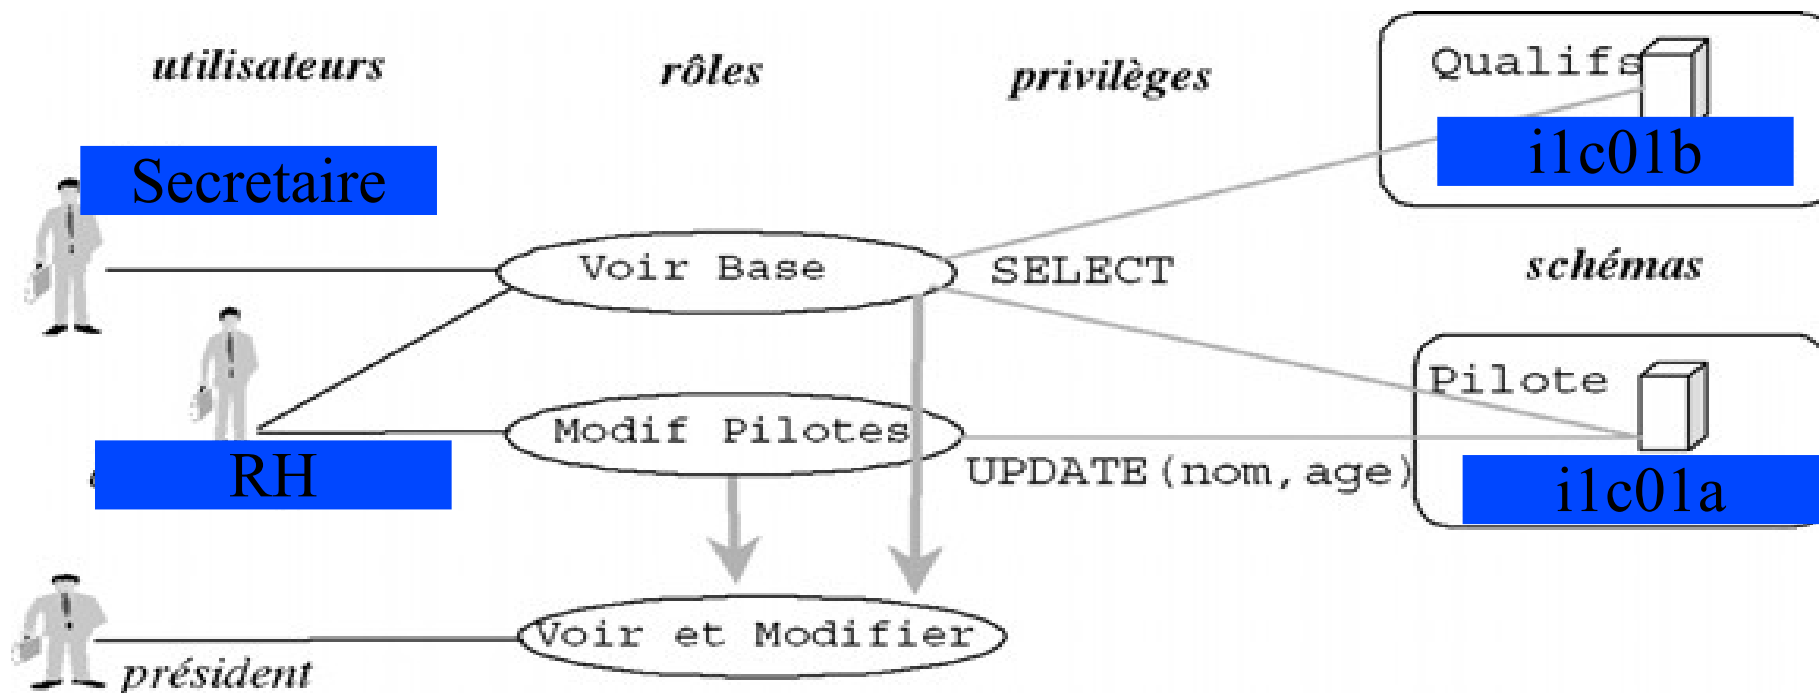 utilisateurs
rôles
privilèges
Qualifs
i1c01b
Secretaire
Voir Base
SELECT
schémas
Pilote
Modif Pilotes
UPDATE(nom,age)
RH
i1c01a
Voir et Modifier
président